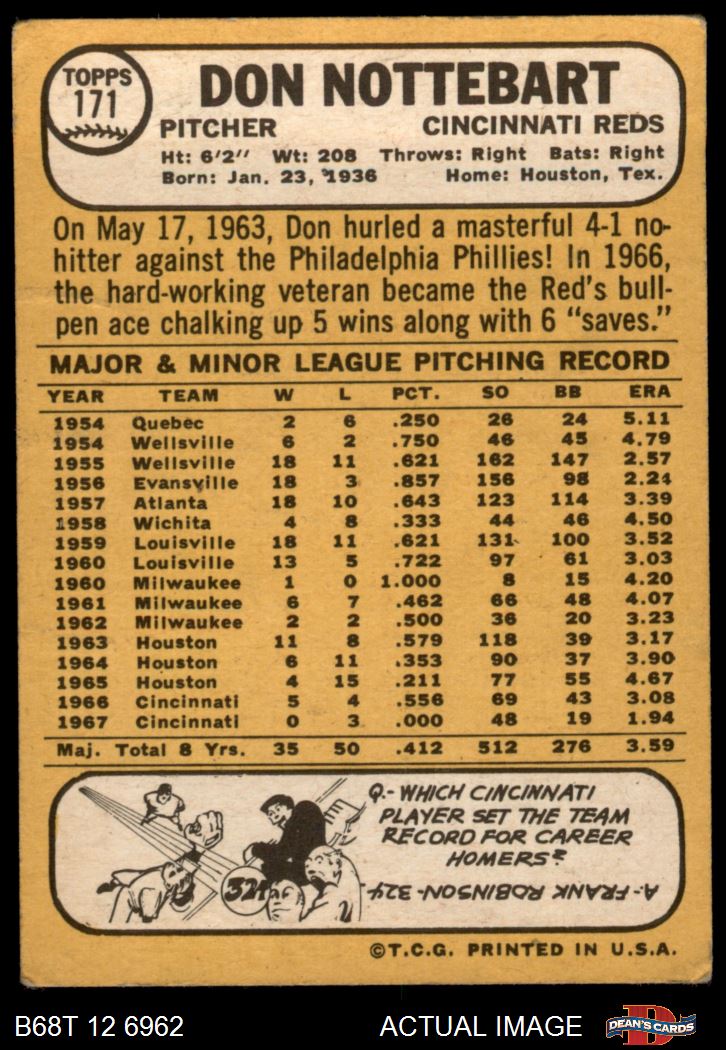 TOPPS
171
DON NOTTEBART
PITCHER CINCINNATI REDS
Ht: 6'2" Wt: 208 Throws: Right Bats: Right
Born: Jan. 23, 1936 Home: Houston, Tex.
On May 17, 1963, Don hurled a masterful 4-1 no-
hitter against the Philadelphia Phillies! In 1966,
the hard-working veteran became the Red's bull-
pen ace chalking up 5 wins along with 6 “saves.”
MAJOR & MINOR LEAGUE PITCHING RECORD
YEAR TEAM W L PCT. SO BB ERA
1954 Quebec 2 6 .250 26 24 5.11
1954 Wellsville 6 2 .750 46 45 4.79
1955 Wellsville 18 11 .621 162 147 2.57
1956 Evansville 18 3 .857 156 98 2.24
1957 Atlanta 18 10 .643 123 114 3.39
1958 Wichita 4 8 .333 44 46 4.50
1959 Louisville 18 11 .621 131 100 3.52
1960 Louisville 13 5 .722 97 61 3.03
1960 Milwaukee 1 0 1.000 8 15 4.20
1961 Milwaukee 6 7 .462 66 48 4.07
1962 Milwaukee 2 2 .500 36 20 3.23
1963 Houston 11 8 .579 118 39 3.17
1964 Houston 6 11 .353 90 37 3.90
1965 Houston 4 15 .211 77 55 4.67
1966 Cincinnati 5 4 .556 69 43 3.08
1967 Cincinnati 0 3 .000 48 19 1.94
Maj. Total 8 Yrs. 35 50 .412 512 276 3.59
Q.- WHICH CINCINNATI
PLAYER SET THE TEAM
RECORD FOR CAREER
HOMERS?
A.- FRANK ROBINSON-324
324
©T.C.G. PRINTED IN U.S.A.
B68T 12 6962 ACTUAL IMAGE
DEAN'S CARDS